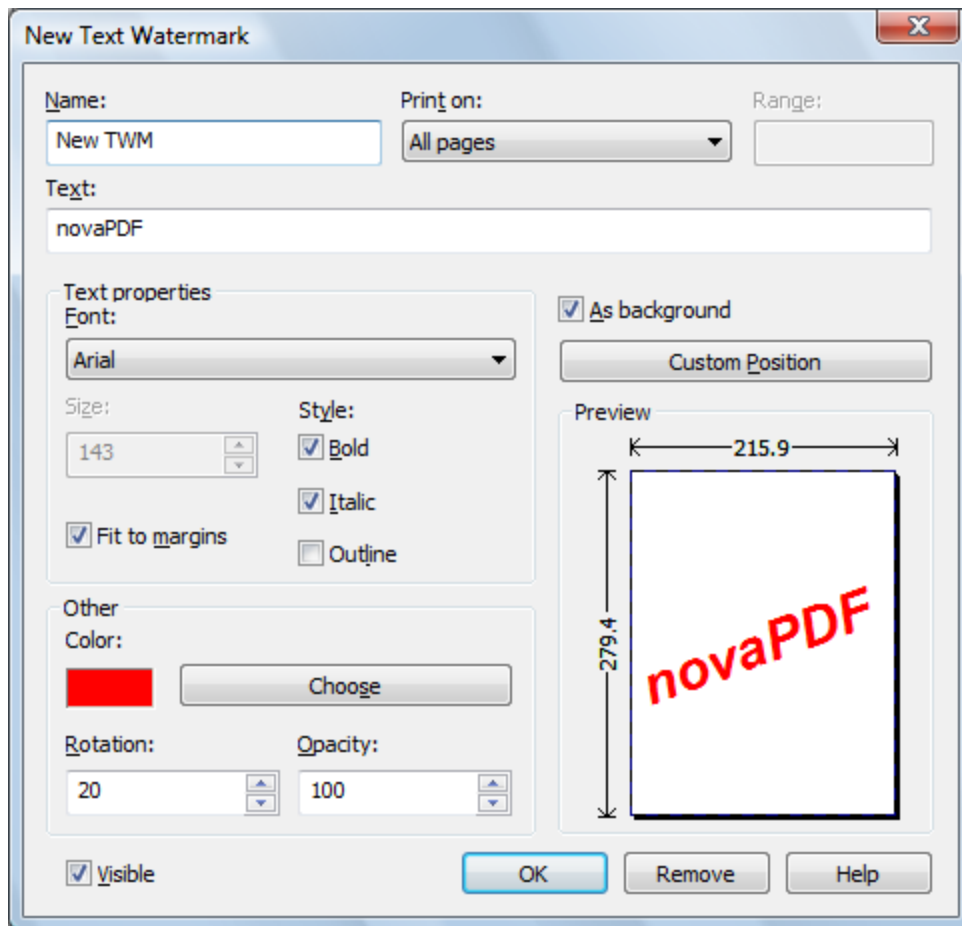 New Text Watermark
Name: Print on: Range:
New TWM All pages
Text:
novaPDF
Text properties
Font:
Arial
As background
Custom Position
Size: Style:
143
Bold
Italic
Fit to margins
Outline
Preview
215.9
279.4
novaPDF
Other
Color:
Choose
Rotation: Opacity:
20 100
Visible OK Remove Help